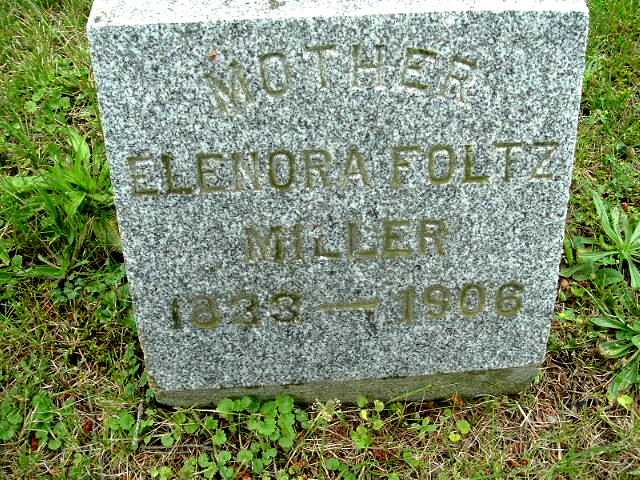 MOTHER
ELENORA FOLTZ
MILLER
1833 — 1906